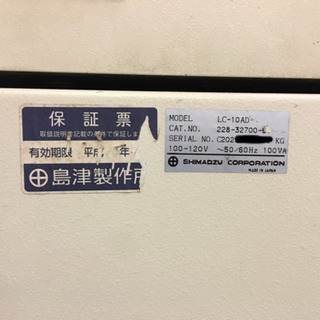 保証票
取扱説明書記載の条件で保証しま
有効期限 平 年
島津製作所
MODEL LC-10AD
CAT.NO. 228-32700-
SERIAL NO. C202 KG
100-120V ~50/60Hz 100VA
SHIMADZU CORPORATION
MADE IN JAPAN